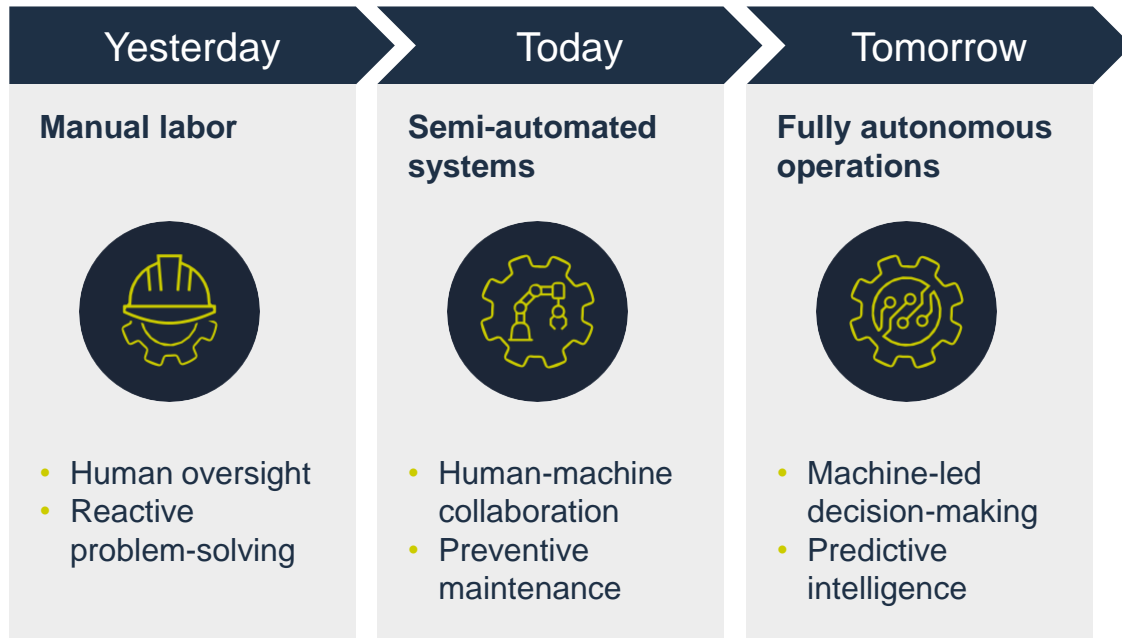 Yesterday
Today
Tomorrow
Manual labor
• Human oversight
• Reactive
problem-solving
Semi-automated
systems
• Human-machine
collaboration
• Preventive
maintenance
Fully autonomous
operations
• Machine-led
decision-making
• Predictive
intelligence